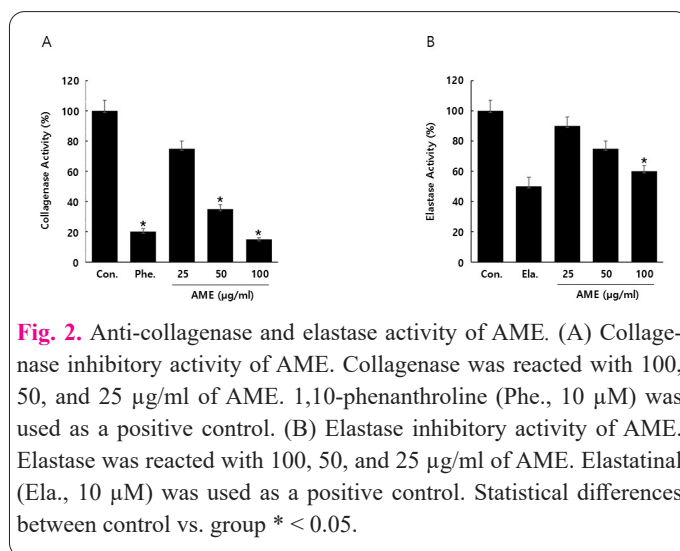 A
B
120
100
80
60
40
20
0
Collagenase Activity (%)
*
*
*
Con. Phe. 25 50 100
AME (µg/ml)
120
100
80
60
40
20
0
Elastase Activity (%)
*
Con. Ela. 25 50 100
AME (µg/ml)
Fig. 2. Anti-collagenase and elastase activity of AME. (A) Collage-
nase inhibitory activity of AME. Collagenase was reacted with 100,
50, and 25 µg/ml of AME. 1,10-phenanthroline (Phe., 10 µM) was
used as a positive control. (B) Elastase inhibitory activity of AME.
Elastase was reacted with 100, 50, and 25 µg/ml of AME. Elastatinal
(Ela., 10 µM) was used as a positive control. Statistical differences
between control vs. group * < 0.05.